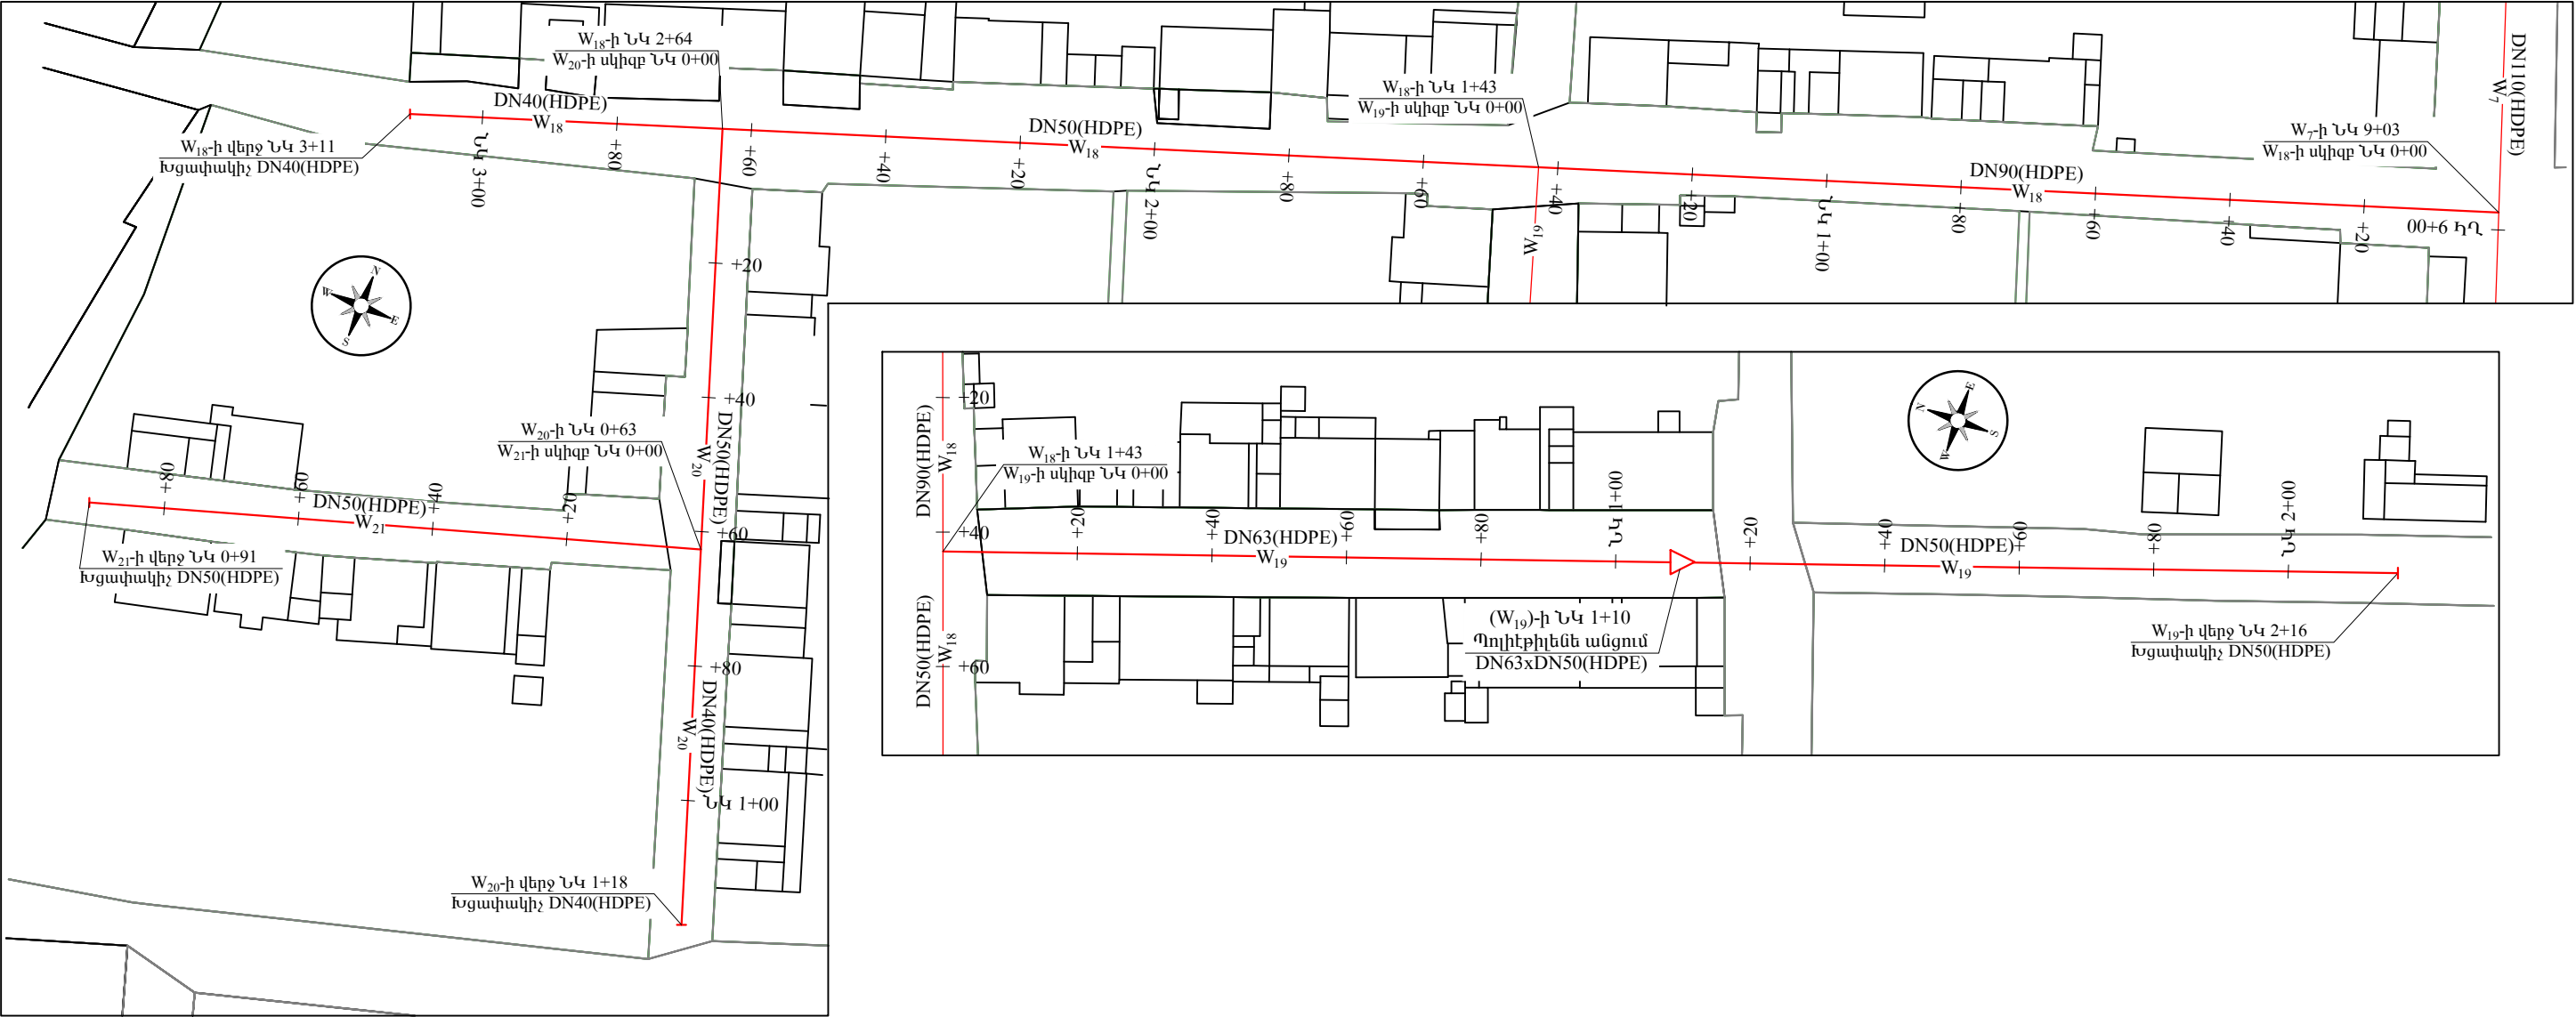 W18-ի ՆԿ 2+64
W20-ի սկիզբ ՆԿ 0+00
DN40(HDPE)
W18
W18-ի վերջ ՆԿ 3+11
Խցափակիչ DN40(HDPE)
ՆԿ 3+00
+80
+60
+40
+20
DN50(HDPE)
W18
ՆԿ 2+00
+80
+60
W18-ի ՆԿ 1+43
W19-ի սկիզբ ՆԿ 0+00
+40
W19
+20
ՆԿ 1+00
+80
DN90(HDPE)
W18
+60
+40
+20
W7-ի ՆԿ 9+03
W18-ի սկիզբ ՆԿ 0+00
DN110(HDPE)
W7
ՆԿ 9+00
N
W
E
S
+20
+40
DN50(HDPE)
W20
W20-ի ՆԿ 0+63
W21-ի սկիզբ ՆԿ 0+00
+60
+80
+60
+40
+20
DN50(HDPE)
W21
W21-ի վերջ ՆԿ 0+91
Խցափակիչ DN50(HDPE)
+80
DN40(HDPE)
W20
ՆԿ 1+00
W20-ի վերջ ՆԿ 1+18
Խցափակիչ DN40(HDPE)
+20
DN90(HDPE)
W18
W18-ի ՆԿ 1+43
W19-ի սկիզբ ՆԿ 0+00
+40
+60
DN50(HDPE)
W18
+20
+40
DN63(HDPE)
W19
+60
+80
ՆԿ 1+00
(W19)-ի ՆԿ 1+10
Պոլիէթիլենե անցում
DN63xDN50(HDPE)
+20
+40
DN50(HDPE)
W19
+60
+80
ՆԿ 2+00
W19-ի վերջ ՆԿ 2+16
Խցափակիչ DN50(HDPE)
E
N
S
W